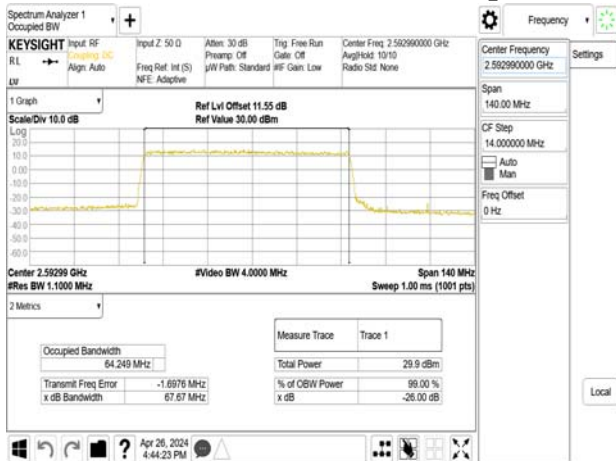 Spectrum Analyzer 1
Occupied BW
+
Frequency
KEYSIGHT
RL
LV
Input: RF
Coupling: DC
Align: Auto
Input Z: 50 Ω
Freq Ref: Int (S)
NFE: Adaptive
Atten: 30 dB
Preamp: Off
µW Path: Standard
Trig: Free Run
Gate: Off
#IF Gain: Low
Center Freq: 2.592990000 GHz
Avg|Hold: 10/10
Radio Std: None
Center Frequency
2.592990000 GHz
Settings
Span
140.00 MHz
CF Step
14.000000 MHz
Auto
Man
Freq Offset
0 Hz
Local
1 Graph
Scale/Div 10.0 dB
Ref Lvl Offset 11.55 dB
Ref Value 30.00 dBm
Log
20.0
10.0
0.00
-10.0
-20.0
-30.0
-40.0
-50.0
-60.0
Center 2.59299 GHz
#Res BW 1.1000 MHz
#Video BW 4.0000 MHz
Span 140 MHz
Sweep 1.00 ms (1001 pts)
2 Metrics
Measure Trace Trace 1
Occupied Bandwidth
64.249 MHz
Total Power 29.9 dBm
Transmit Freq Error -1.6976 MHz
% of OBW Power 99.00 %
x dB Bandwidth 67.67 MHz
x dB -26.00 dB
?
Apr 26, 2024
4:44:23 PM